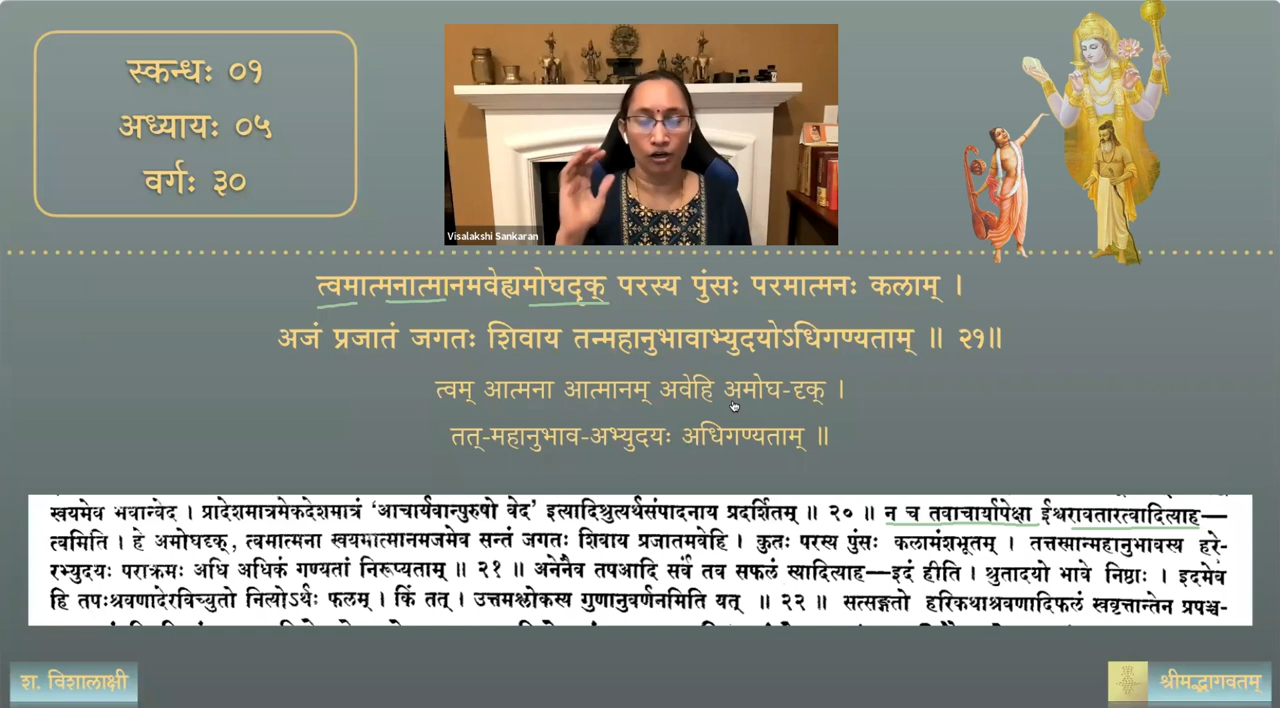 स्कन्धः ०१
अध्यायः ०५
वर्गः ३०
Visalakshi Sankaran
त्वमात्मनात्मानमवेह्यमोघदृक् परस्य पुंसः परमात्मनः कलाम् ।
अजं प्रजातं जगतः शिवाय तन्महानुभावाभ्युदयोऽधिगण्यताम् ॥ २१॥
त्वम् आत्मना आत्मानम् अवेहि अमोघ-दृक् ।
तत्-महानुभाव-अभ्युदयः अधिगण्यताम् ॥
स्वयमेव भवान्वेद । प्रादेशमात्रमेकदेशमात्रं ‘आचार्यवान्पुरुषो वेद’ इत्यादिश्रुत्यर्थसंपादनाय प्रदर्शितम् ॥ २० ॥ न च तवाचार्यापेक्षा ईश्वरावतारत्वादित्याह—
त्वमिति । हे अमोघदृक्, त्वमात्मना स्वयमात्मानमजमेव सन्तं जगतः शिवाय प्रजातमवेहि । कुतः परस्य पुंसः कलामंशभूतम् । तत्तस्मान्महानुभावस्य हरे-
रभ्युदयः पराक्रमः अधि अधिकं गण्यतां निरूप्यताम् ॥ २१ ॥ अनेनैव तपआदि सर्वं तव सफलं स्यादित्याह—इदं हीति । श्रुतादयो भावे निष्ठाः । इदमेव
हि तपःश्रवणादेरविच्युतो नित्योऽर्थः फलम् । किं तत् । उत्तमश्लोकस्य गुणानुवर्णनमिति यत् ॥ २२ ॥ सत्सङ्गतो हरिकथाश्रवणादिफलं स्ववृत्तान्तेन प्रपञ्च-
श. विशालाक्षी
श्रीमद्भागवतम्